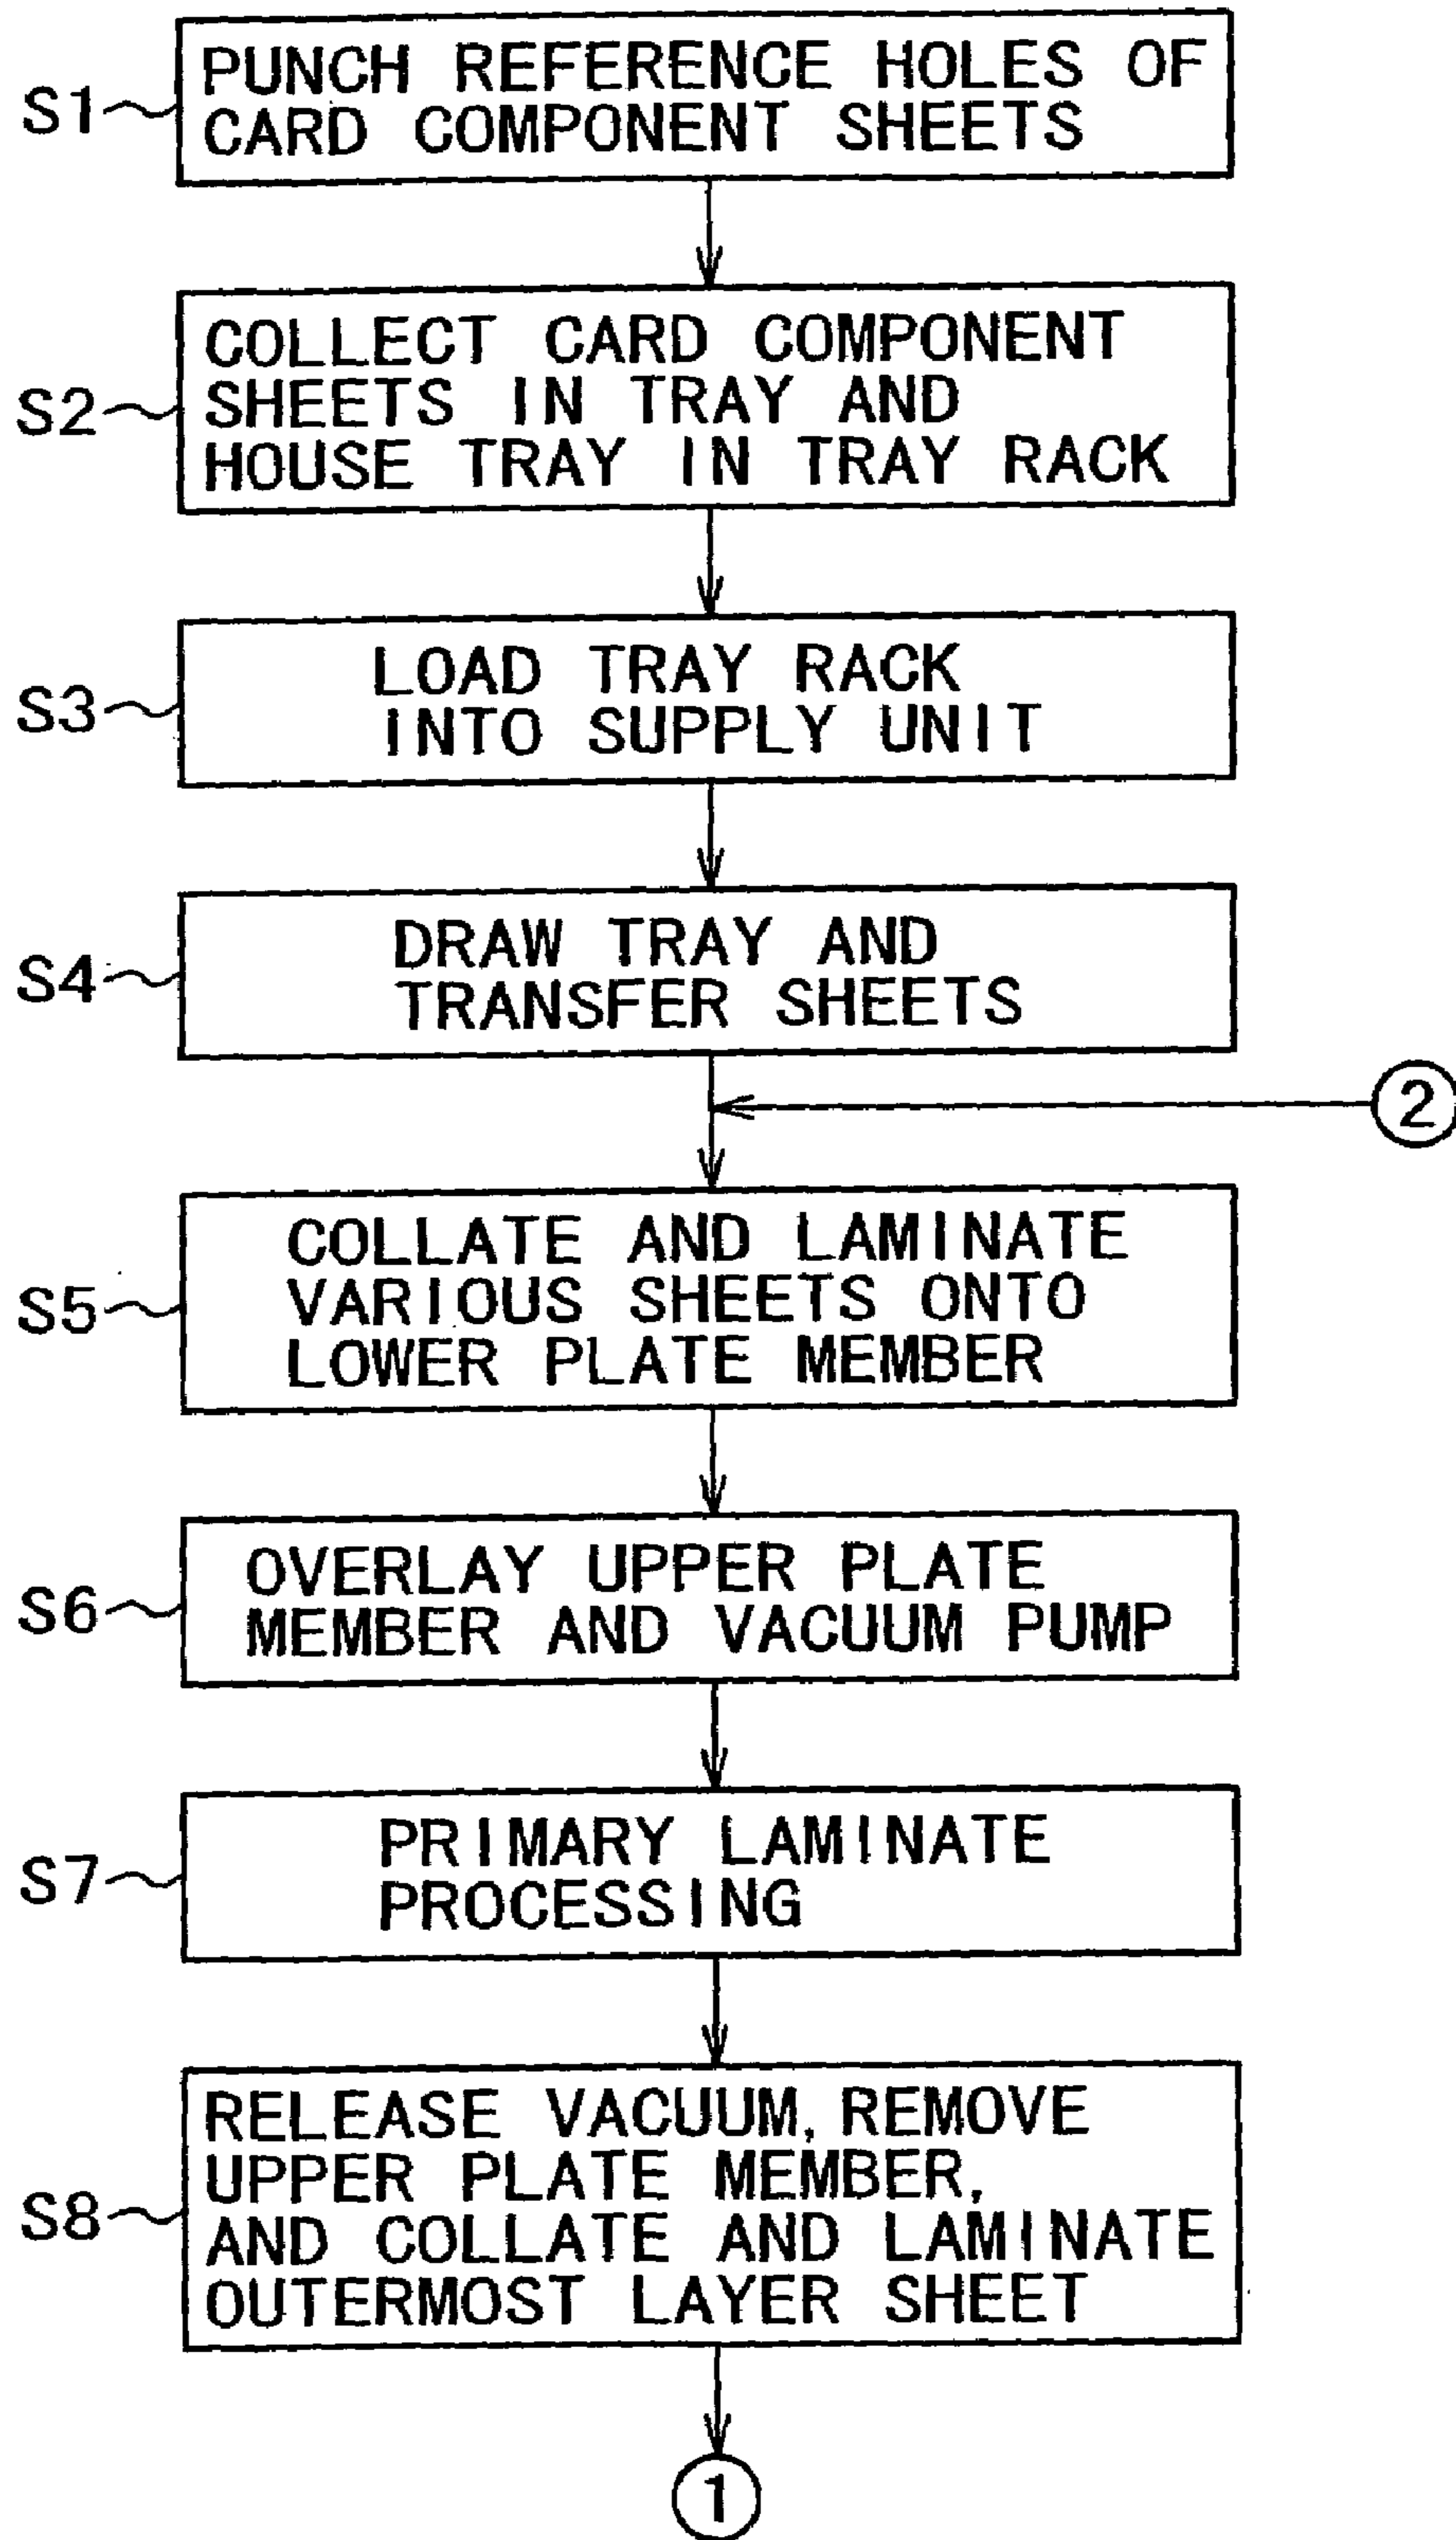 S1
PUNCH REFERENCE HOLES OF
CARD COMPONENT SHEETS
S2
COLLECT CARD COMPONENT
SHEETS IN TRAY AND
HOUSE TRAY IN TRAY RACK
S3
LOAD TRAY RACK
INTO SUPPLY UNIT
S4
DRAW TRAY AND
TRANSFER SHEETS
2
S5
COLLATE AND LAMINATE
VARIOUS SHEETS ONTO
LOWER PLATE MEMBER
S6
OVERLAY UPPER PLATE
MEMBER AND VACUUM PUMP
S7
PRIMARY LAMINATE
PROCESSING
S8
RELEASE VACUUM, REMOVE
UPPER PLATE MEMBER,
AND COLLATE AND LAMINATE
OUTERMOST LAYER SHEET
1